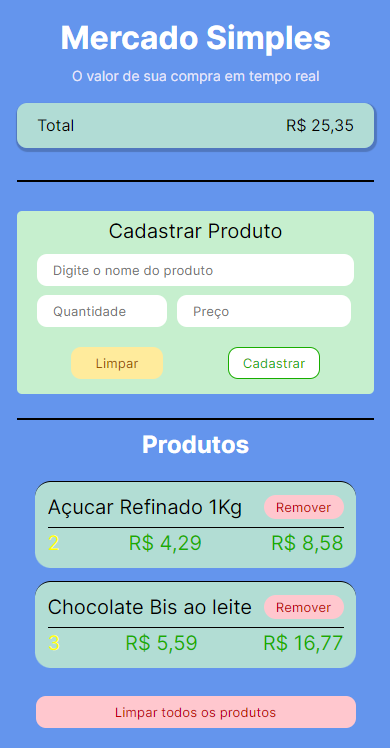 Mercado Simples
O valor de sua compra em tempo real
Total R$ 25,35
Cadastrar Produto
Digite o nome do produto
Quantidade Preço
Limpar Cadastrar
Produtos
Açucar Refinado 1Kg Remover
2 R$ 4,29 R$ 8,58
Chocolate Bis ao leite Remover
3 R$ 5,59 R$ 16,77
Limpar todos os produtos